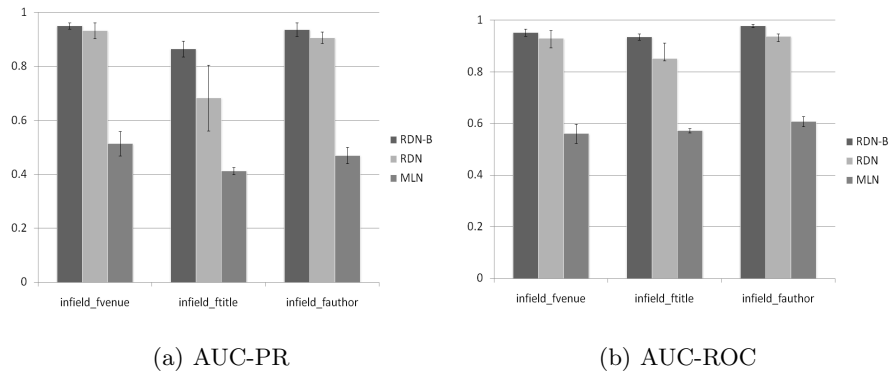 1
0.8
0.6
0.4
0.2
0
infield_fvenue infield_ftitle infield_fauthor
RDN-B
RDN
MLN
(a) AUC-PR
1
0.8
0.6
0.4
0.2
0
infield_fvenue infield_ftitle infield_fauthor
RDN-B
RDN
MLN
(b) AUC-ROC